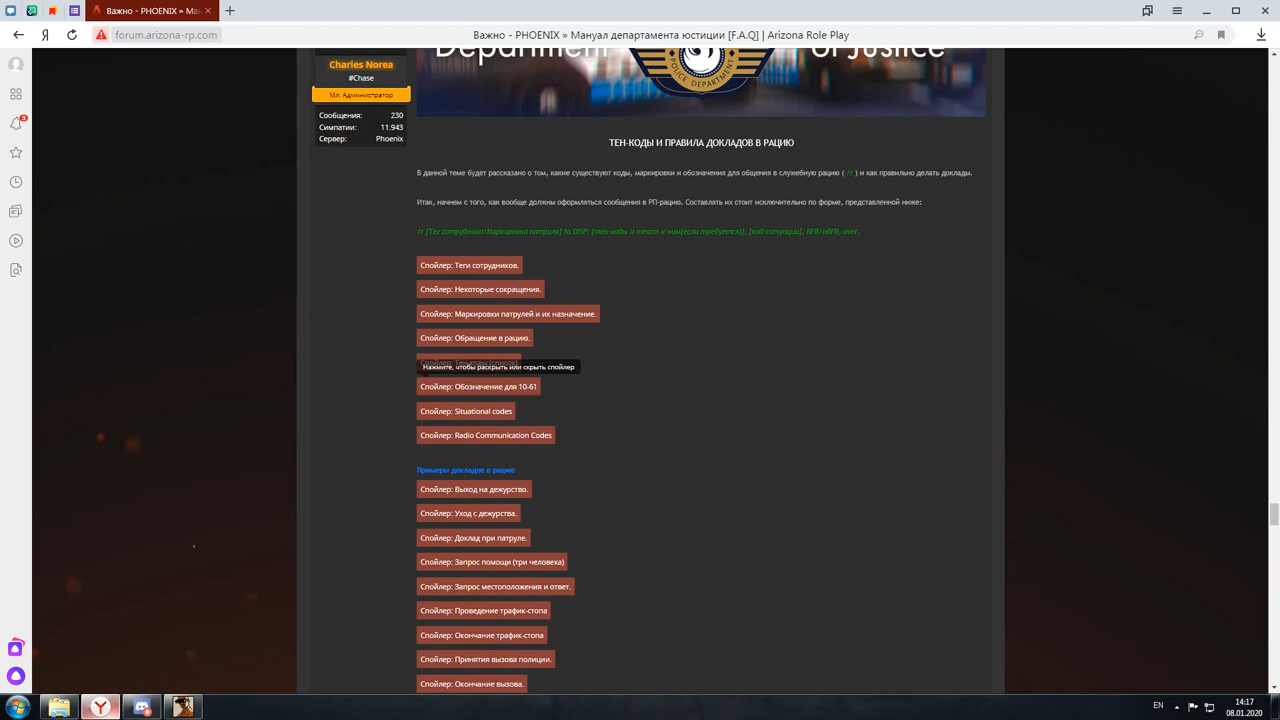 Важно - PHOENIX » Ма
forum.arizona-rp.com
Важно - PHOENIX » Мануал департамента юстиции [F.A.Q] | Arizona Role Play
Department of Justice
POLICE DEPARTMENT
Charles Norea
#Chase
Мл. Администратор
Сообщения: 230
Симпатии: 11.943
Сервер: Phoenix
3
ТЕН-КОДЫ И ПРАВИЛА ДОКЛАДОВ В РАЦИЮ
В данной теме будет рассказано о том, какие существуют коды, маркировки и обозначения для общения в служебную рацию ( /r ) и как правильно делать доклады.
Итак, начнем с того, как вообще должны оформляться сообщения в РП-рацию. Составлять их стоит исключительно по форме, представленной ниже:
/r [Тег сотрудника/Маркировка патруля] to DISP: [тен-коды и текст к ним(если требуется)], [код ситуации], RFR/nRFR, over.
Спойлер: Теги сотрудников.
Спойлер: Некоторые сокращения.
Спойлер: Маркировки патрулей и их назначение.
Спойлер: Обращение в рацию.
Спойлер: Тен-коды (список)
Нажмите, чтобы раскрыть или скрыть спойлер
Спойлер: Обозначение для 10-61
Спойлер: Situational codes
Спойлер: Radio Communication Codes
Примеры докладов в рацию
Спойлер: Выход на дежурство.
Спойлер: Уход с дежурства.
Спойлер: Доклад при патруле.
Спойлер: Запрос помощи (три человека)
Спойлер: Запрос местоположения и ответ.
Спойлер: Проведение трафик-стопа
Спойлер: Окончание трафик-стопа
Спойлер: Принятия вызова полиции.
Спойлер: Окончание вызова.
EN
14:17
08.01.2020